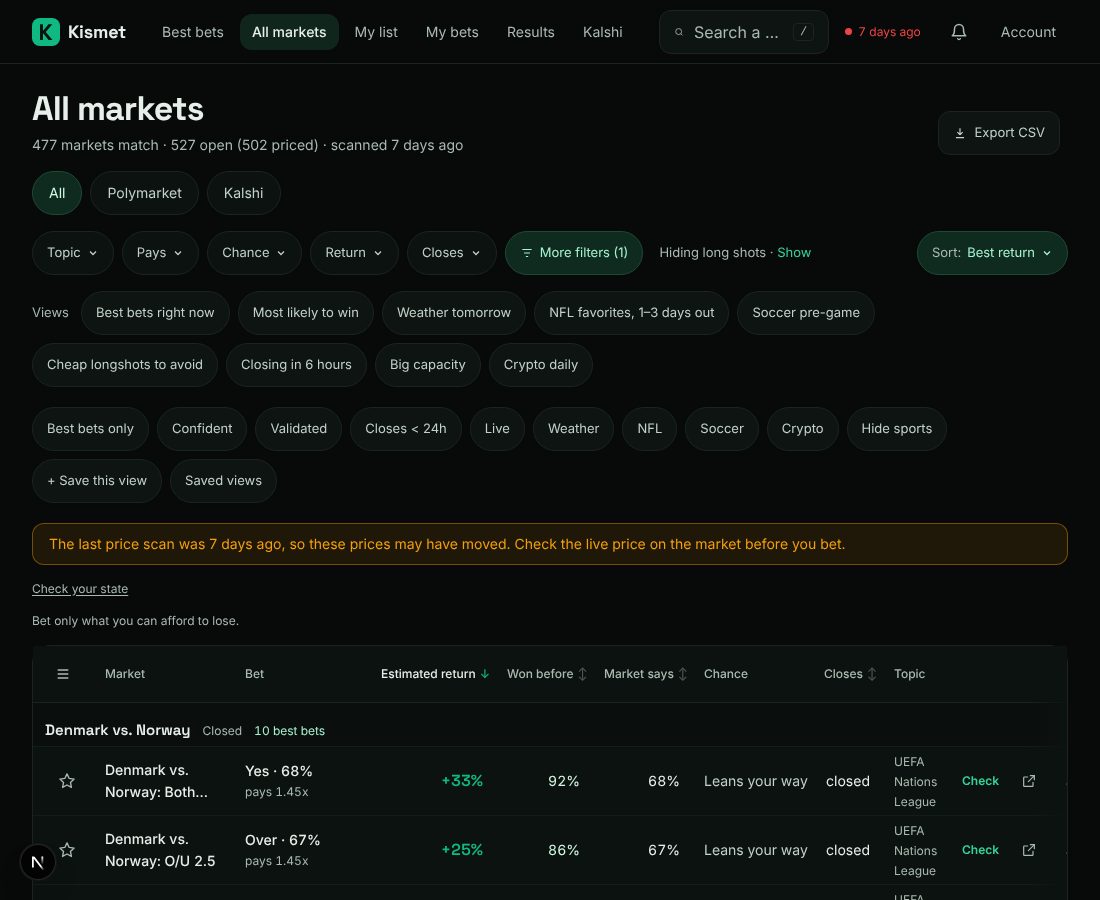 K Kismet Best bets All markets My list My bets Results Kalshi Search a ... / 7 days ago Account
All markets
477 markets match · 527 open (502 priced) · scanned 7 days ago
Export CSV
All Polymarket Kalshi
Topic Pays Chance Return Closes More filters (1) Hiding long shots · Show Sort: Best return
Views Best bets right now Most likely to win Weather tomorrow NFL favorites, 1–3 days out Soccer pre-game
Cheap longshots to avoid Closing in 6 hours Big capacity Crypto daily
Best bets only Confident Validated Closes < 24h Live Weather NFL Soccer Crypto Hide sports
+ Save this view Saved views
The last price scan was 7 days ago, so these prices may have moved. Check the live price on the market before you bet.
Check your state
Bet only what you can afford to lose.
Market Bet Estimated return Won before Market says Chance Closes Topic
Denmark vs. Norway Closed 10 best bets
Denmark vs.
Norway: Both...
Yes · 68%
pays 1.45x
+33% 92% 68% Leans your way closed
UEFA
Nations
League
Check
Denmark vs.
Norway: O/U 2.5
Over · 67%
pays 1.45x
+25% 86% 67% Leans your way closed
UEFA
Nations
League
Check
N
UEFA